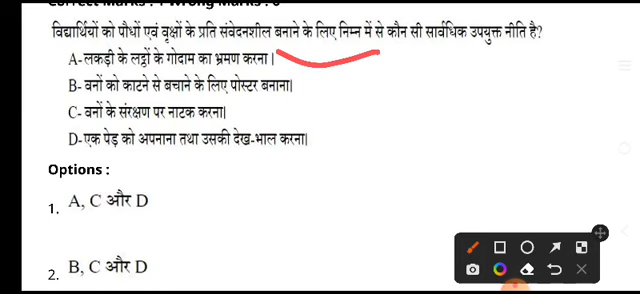 विद्यार्थियों को पौधों एवं वृक्षों के प्रति संवेदनशील बनाने के लिए निम्न में से कौन सी सार्वधिक उपयुक्त नीति है?
A-लकड़ी के लट्ठों के गोदाम का भ्रमण करना।
B- वनों को काटने से बचाने के लिए पोस्टर बनाना।
C- वनों के संरक्षण पर नाटक करना।
D-एक पेड़ को अपनाना तथा उसकी देख-भाल करना।
Options :
1. A, C और D
2. B, C और D